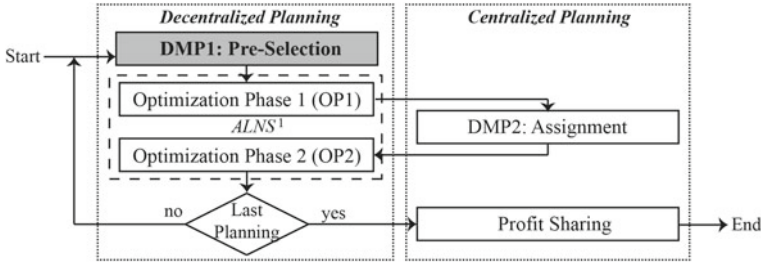 Decentralized Planning
Centralized Planning
Start
DMP1: Pre-Selection
Optimization Phase 1 (OP1)
ALNS¹
DMP2: Assignment
Optimization Phase 2 (OP2)
no
Last
Planning
yes
Profit Sharing
End